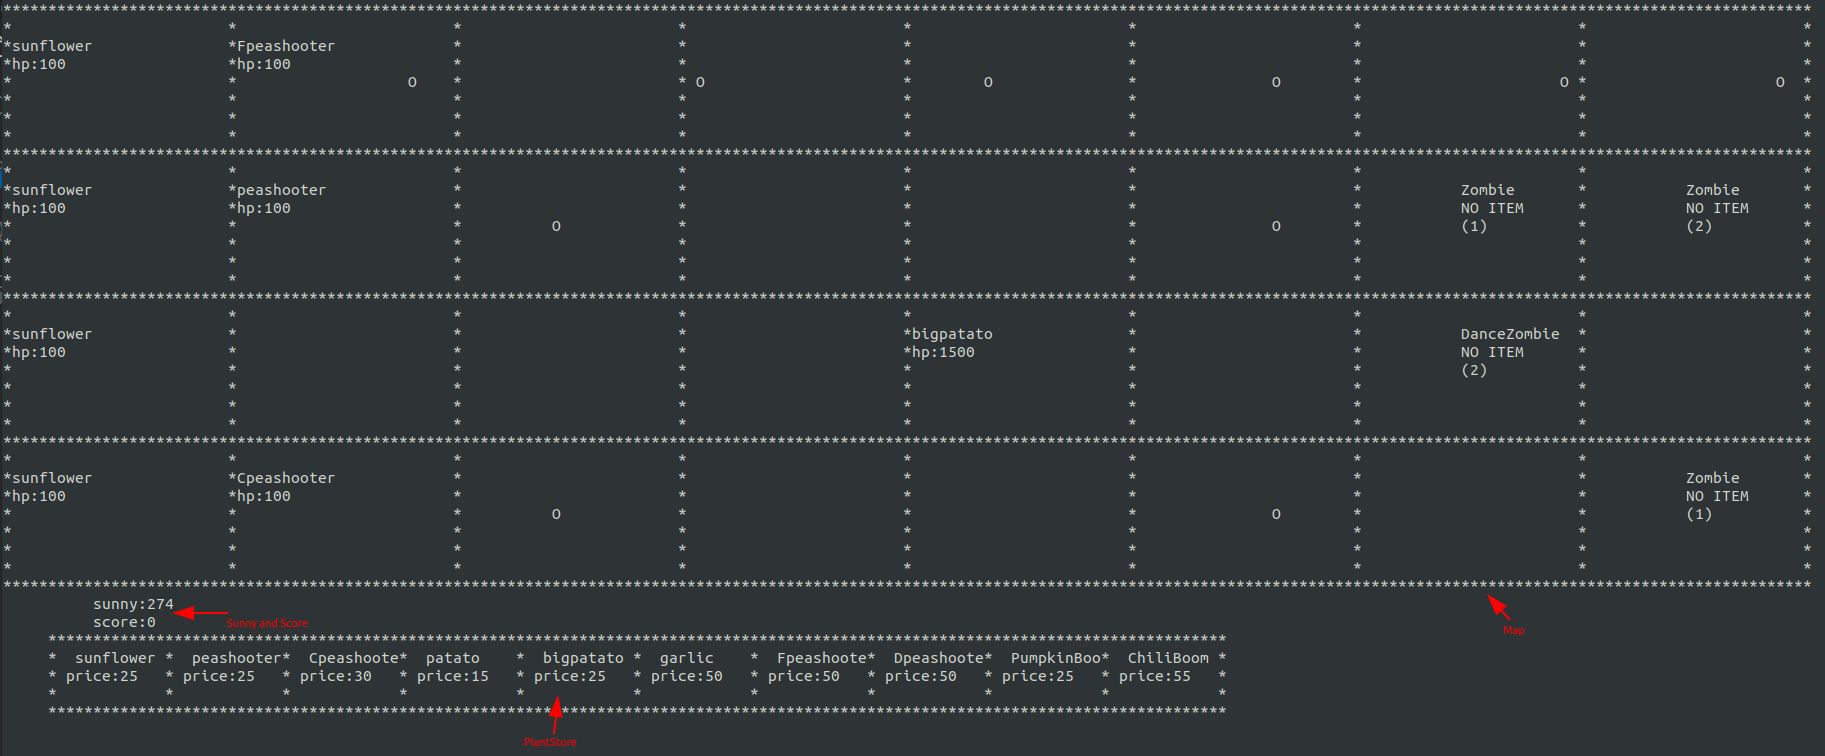 *sunflower *Fpeashooter
*hp:100 *hp:100
O O O O O O
*sunflower *peashooter Zombie Zombie
*hp:100 *hp:100 NO ITEM NO ITEM
O O (1) (2)
*sunflower *bigpatato DanceZombie
*hp:100 *hp:1500 NO ITEM
(2)
*sunflower *Cpeashooter Zombie
*hp:100 *hp:100 NO ITEM
O O (1)
sunny:274
score:0
Sunny and Score
Map
* sunflower * peashooter* Cpeashoote* patato * bigpatato * garlic * Fpeashoote* Dpeashoote* PumpkinBoo* ChiliBoom *
* price:25 * price:25 * price:30 * price:15 * price:25 * price:50 * price:50 * price:50 * price:25 * price:55 *
PlantStore